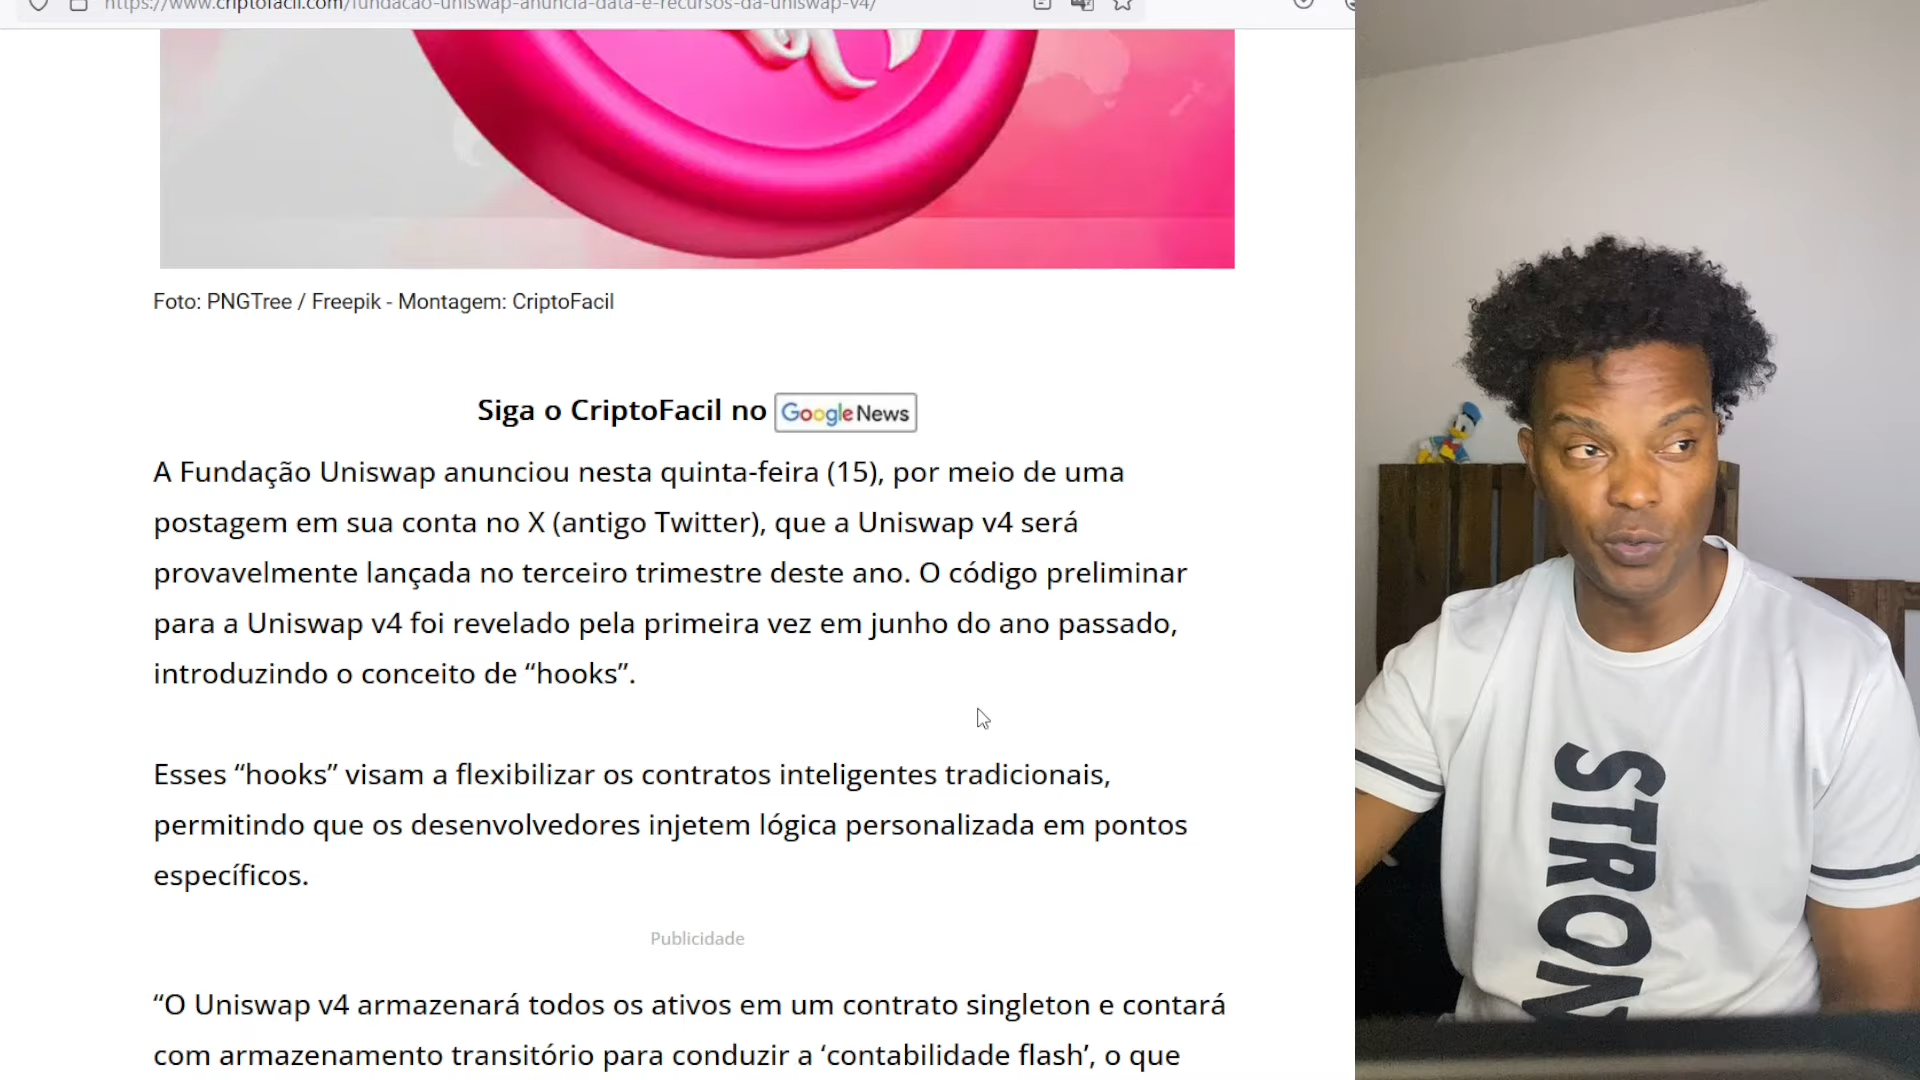 https://www.criptofacil.com/fundacao-uniswap-anuncia-data-e-recursos-da-uniswap-v4/
Foto: PNGTree / Freepik - Montagem: CriptoFacil
Siga o CriptoFacil no Google News
A Fundação Uniswap anunciou nesta quinta-feira (15), por meio de uma
postagem em sua conta no X (antigo Twitter), que a Uniswap v4 será
provavelmente lançada no terceiro trimestre deste ano. O código preliminar
para a Uniswap v4 foi revelado pela primeira vez em junho do ano passado,
introduzindo o conceito de “hooks”.
Esses “hooks” visam a flexibilizar os contratos inteligentes tradicionais,
permitindo que os desenvolvedores injetem lógica personalizada em pontos
específicos.
Publicidade
“O Uniswap v4 armazenará todos os ativos em um contrato singleton e contará
com armazenamento transitório para conduzir a ‘contabilidade flash’, o que
STRON